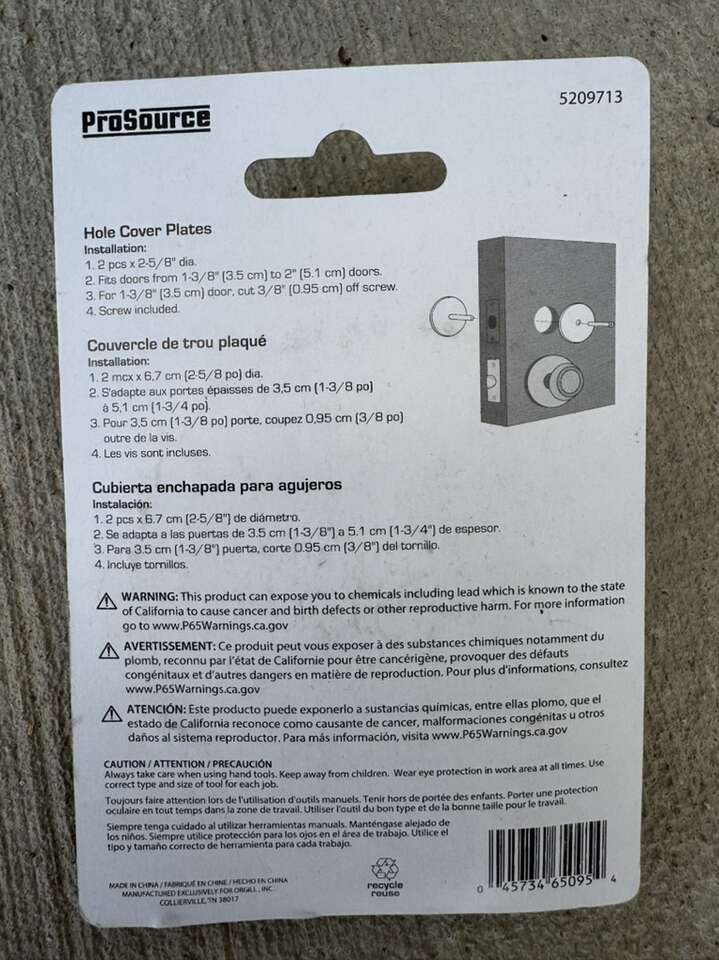 ProSource
5209713
Hole Cover Plates
Installation:
1. 2 pcs x 2-5/8" dia.
2. Fits doors from 1-3/8" (3.5 cm) to 2" (5.1 cm) doors.
3. For 1-3/8" (3.5 cm) door, cut 3/8" (0.95 cm) off screw.
4. Screw included.
Couvercle de trou plaqué
Installation:
1. 2 mcx x 6,7 cm (2-5/8 po) dia.
2. S'adapte aux portes épaisses de 3,5 cm (1-3/8 po)
à 5,1 cm (1-3/4 po).
3. Pour 3,5 cm (1-3/8 po) porte, coupez 0,95 cm (3/8 po)
outre de la vis.
4. Les vis sont incluses.
Cubierta enchapada para agujeros
Instalación:
1. 2 pcs x 6.7 cm (2-5/8") de diámetro.
2. Se adapta a las puertas de 3.5 cm (1-3/8") a 5.1 cm (1-3/4") de espesor.
3. Para 3.5 cm (1-3/8") puerta, corte 0.95 cm (3/8") del tornillo.
4. Incluye tornillos.
WARNING: This product can expose you to chemicals including lead which is known to the state
of California to cause cancer and birth defects or other reproductive harm. For more information
go to www.P65Warnings.ca.gov
AVERTISSEMENT: Ce produit peut vous exposer à des substances chimiques notamment du
plomb, reconnu par l'état de Californie pour être cancérigène, provoquer des défauts
congénitaux et d'autres dangers en matière de reproduction. Pour plus d'informations, consultez
www.P65Warnings.ca.gov
ATENCIÓN: Este producto puede exponerlo a sustancias químicas, entre ellas plomo, que el
estado de California reconoce como causante de cancer, malformaciones congénitas u otros
daños al sistema reproductor. Para más información, visita www.P65Warnings.ca.gov
CAUTION / ATTENTION / PRECAUCIÓN
Always take care when using hand tools. Keep away from children. Wear eye protection in work area at all times. Use
correct type and size of tool for each job.
Toujours faire attention lors de l'utilisation d'outils manuels. Tenir hors de portée des enfants. Porter une protection
oculaire en tout temps dans la zone de travail. Utiliser l'outil du bon type et de la bonne taille pour le travail.
Siempre tenga cuidado al utilizar herramientas manuals. Manténgase alejado de
los niños. Siempre utilice protección para los ojos en el área de trabajo. Utilice el
tipo y tamaño correcto de herramienta para cada trabajo.
MADE IN CHINA / FABRIQUÉ EN CHINE / HECHO EN CHINA
MANUFACTURED EXCLUSIVELY FOR ORGILL, INC.
COLLIERVILLE, TN 38017
recycle
reuse
0 45734 65095 4